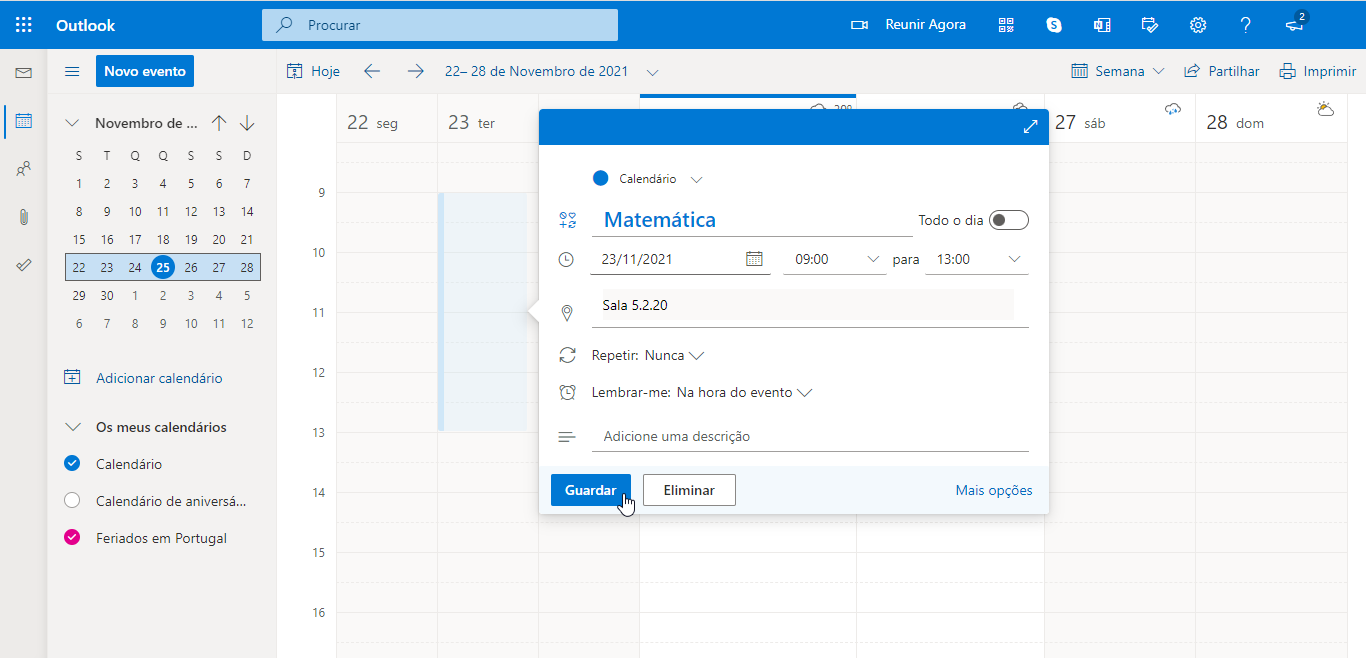 Outlook
Procurar
Reunir Agora
2
Novo evento
Hoje
22– 28 de Novembro de 2021
Semana
Partilhar
Imprimir
Novembro de ...
S T Q Q S S D
1 2 3 4 5 6 7
8 9 10 11 12 13 14
15 16 17 18 19 20 21
22 23 24 25 26 27 28
29 30 1 2 3 4 5
6 7 8 9 10 11 12
Adicionar calendário
Os meus calendários
Calendário
Calendário de aniversá...
Feriados em Portugal
22 seg
23 ter
27 sáb
28 dom
9
10
11
12
13
14
15
16
Calendário
Matemática
Todo o dia
23/11/2021
09:00
para
13:00
Sala 5.2.20
Repetir: Nunca
Lembrar-me: Na hora do evento
Adicione uma descrição
Guardar
Eliminar
Mais opções